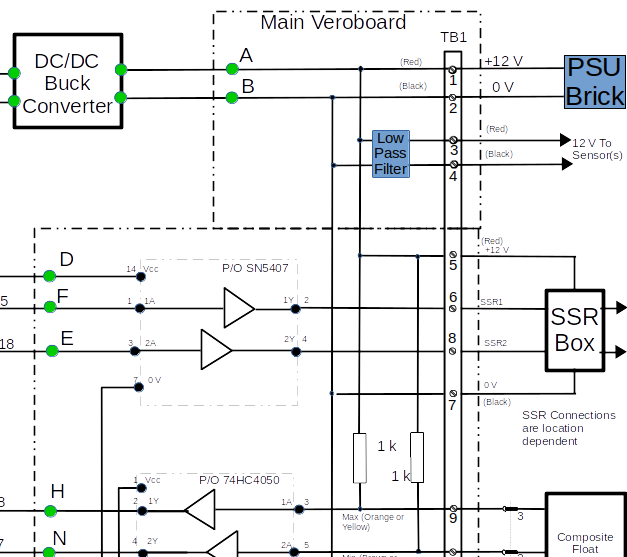 Main Veroboard
TB1
DC/DC
Buck
Converter
A
B
(Red)
(Black)
1
2
+12 V
0 V
PSU
Brick
Low
Pass
Filter
3
4
(Red)
(Black)
12 V To
Sensor(s)
D
F
E
5
18
P/O SN5407
14 Vcc
1 1A
1Y 2
3 2A
2Y 4
7 0 V
(Red)
+12 V
5
6
SSR1
8
SSR2
0 V
7
(Black)
SSR
Box
SSR Connections
are location
dependent
1 k
1 k
P/O 74HC4050
1 Vcc
2 1Y
1A 3
4 2Y
2A 5
H
N
8
7
Max (Orange or
Yellow)
9
3
Composite
Float